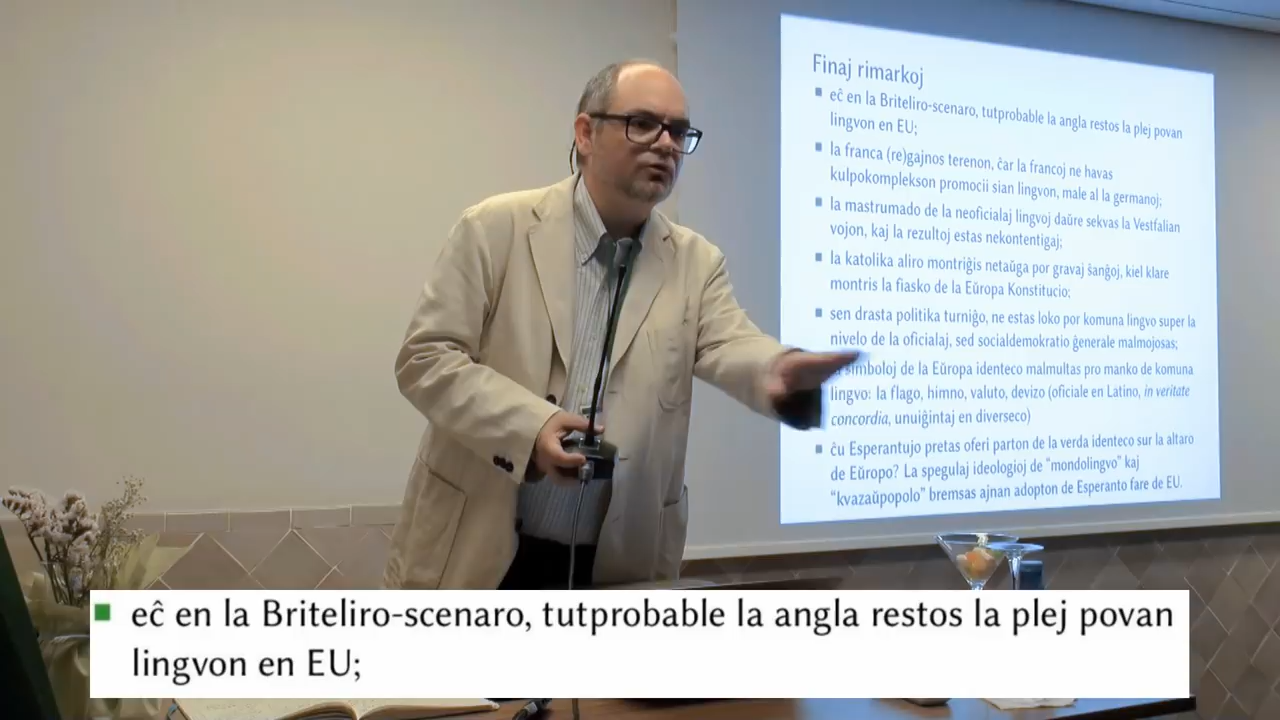 Finaj rimarkoj
eĉ en la Briteliro-scenaro, tutprobable la angla restos la plej povan
lingvon en EU;
la franca (re)gajnos terenon, ĉar la francoj ne havas
kulpokomplekson promocii sian lingvon, male al la germanoj;
la mastrumado de la neoficialaj lingvoj daŭre sekvas la Vestfalian
vojon, kaj la rezultoj estas nekontentigaj;
la katolika aliro montriĝis netaŭga por gravaj ŝanĝoj, kiel klare
montris la fiasko de la Eŭropa Konstitucio;
sen drasta politika turniĝo, ne estas loko por komuna lingvo super la
nivelo de la oficialaj, sed socialdemokratio ĝenerale malmojosas;
simboloj de la Eŭropa identeco malmultas pro manko de komuna
lingvo: la flago, himno, valuto, devizo (oficiale en Latino, in veritate
concordia, unuiĝintaj en diverseco)
ĉu Esperantujo pretas oferi parton de la verda identeco sur la altaro
de Eŭropo? La spegulaj ideologioj de "mondolingvo" kaj
"kvazaŭpopolo" bremsas ajnan adopton de Esperanto fare de EU.
eĉ en la Briteliro-scenaro, tutprobable la angla restos la plej povan
lingvon en EU;